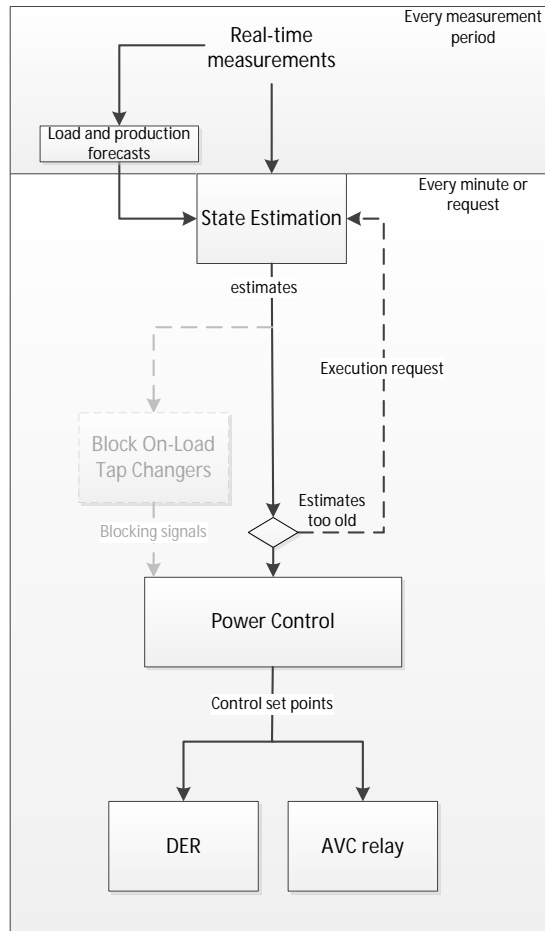 Every measurement
period
Real-time
measurements
Load and production
forecasts
Every minute or
request
State Estimation
estimates
Execution request
Block On-Load
Tap Changers
Estimates
too old
Blocking signals
Power Control
Control set points
DER
AVC relay